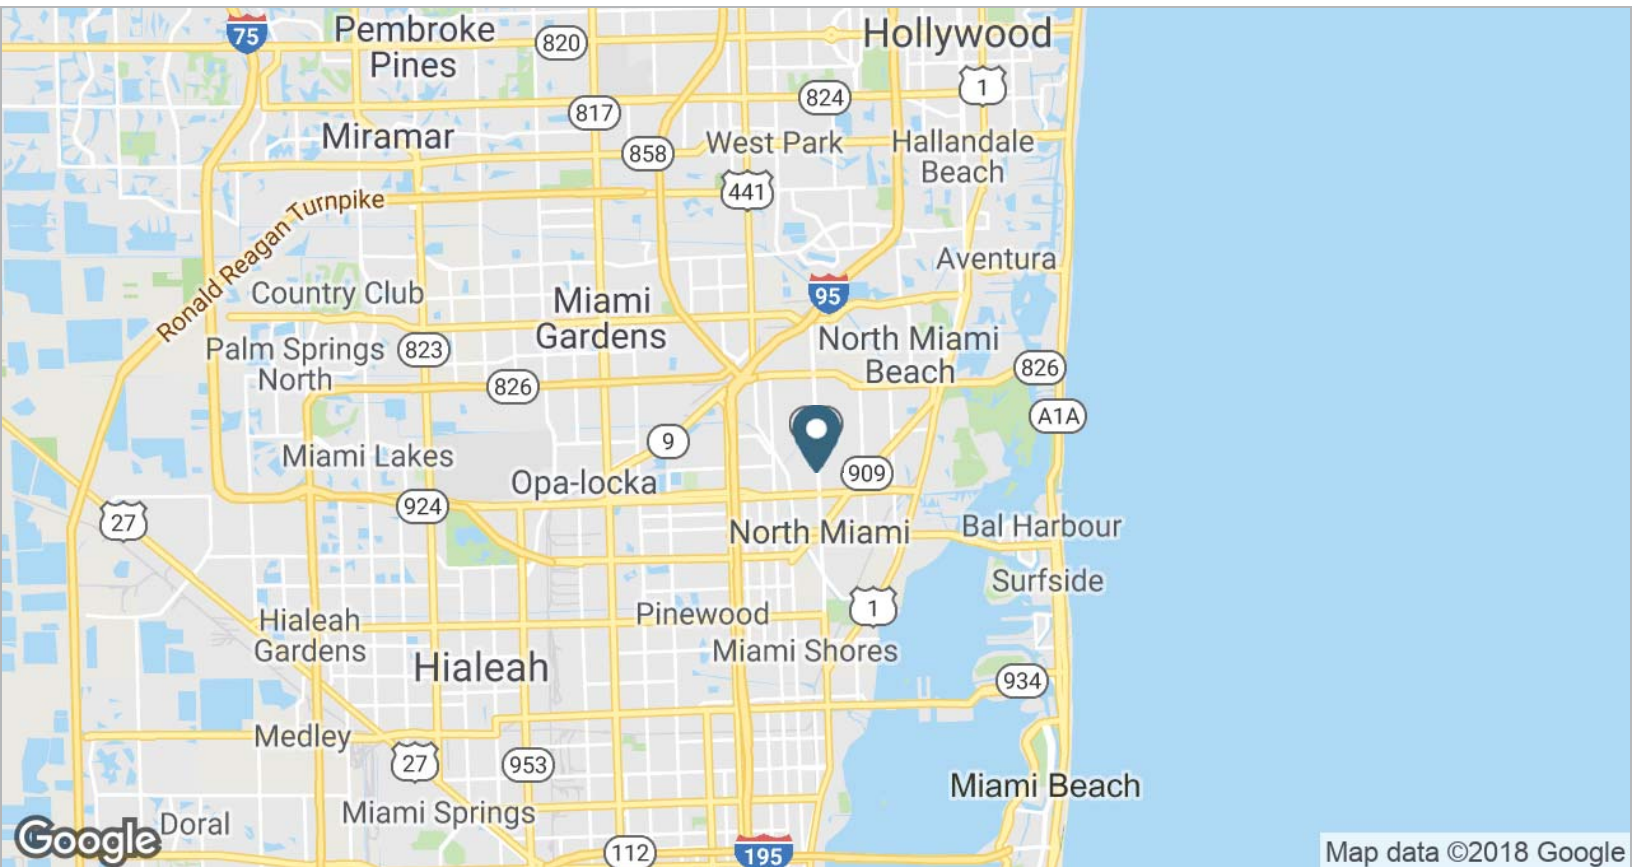 75
Pembroke
Pines
820
Hollywood
1
824
817
Miramar
858
West Park
Hallandale
Beach
441
Ronald Reagan Turnpike
Aventura
Country Club
95
Miami
Gardens
North Miami
Beach
Palm Springs
North
823
826
826
A1A
9
Miami Lakes
909
Opa-locka
924
27
North Miami
Bal Harbour
Surfside
1
Pinewood
Hialeah
Gardens
Miami Shores
Hialeah
934
Medley
27
953
Miami Beach
Miami Springs
Doral
Google
112
195
Map data ©2018 Google